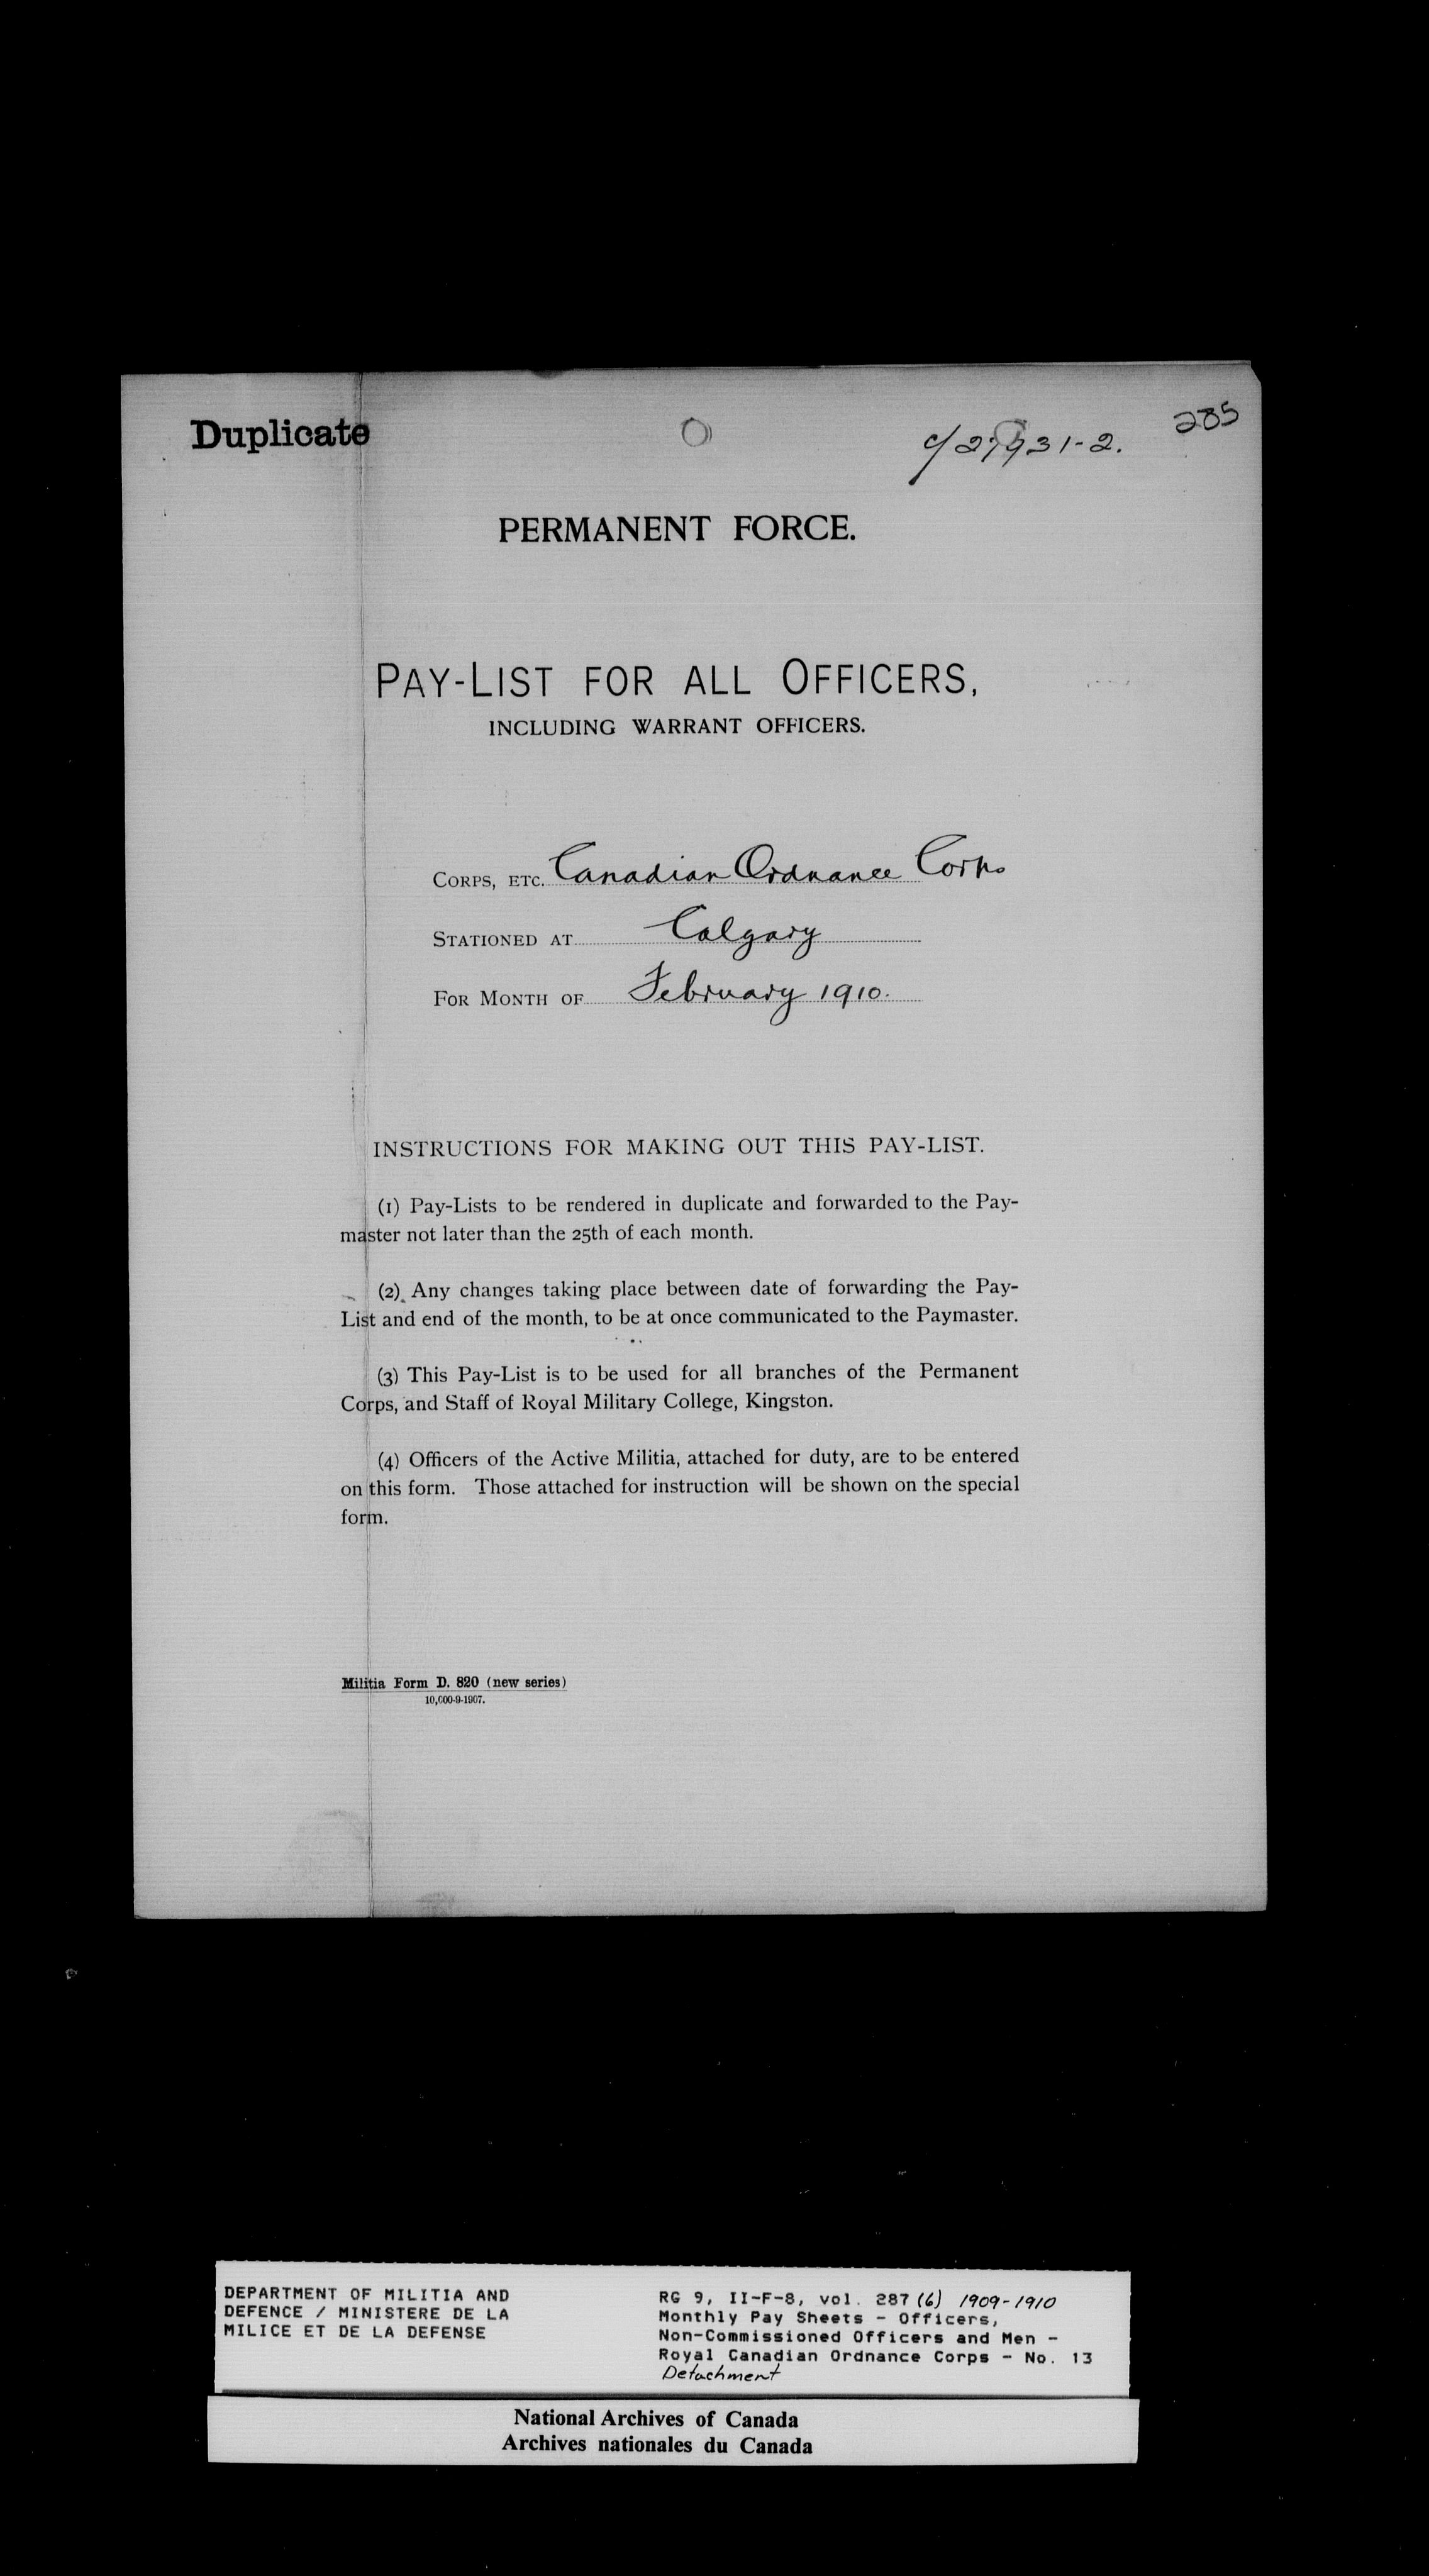 Duplicate
285
c/27931-2.
PERMANENT FORCE.
PAY-LIST FOR ALL OFFICERS,
INCLUDING WARRANT OFFICERS.
CORPS, ETC. Canadian Ordnance Corps
STATIONED AT Calgary
FOR MONTH OF February 1910.
INSTRUCTIONS FOR MAKING OUT THIS PAY-LIST.
(1) Pay-Lists to be rendered in duplicate and forwarded to the Pay-
master not later than the 25th of each month.
(2) Any changes taking place between date of forwarding the Pay-
List and end of the month, to be at once communicated to the Paymaster.
(3) This Pay-List is to be used for all branches of the Permanent
Corps, and Staff of Royal Military College, Kingston.
(4) Officers of the Active Militia, attached for duty, are to be entered
on this form. Those attached for instruction will be shown on the special
form.
Militia Form D. 820 (new series)
10,000-9-1907.
DEPARTMENT OF MILITIA AND
DEFENCE / MINISTERE DE LA
MILICE ET DE LA DEFENSE
RG 9, II-F-8, vol. 287 (6) 1909-1910
Monthly Pay Sheets - Officers,
Non-Commissioned Officers and Men -
Royal Canadian Ordnance Corps - No. 13
Detachment
National Archives of Canada
Archives nationales du Canada